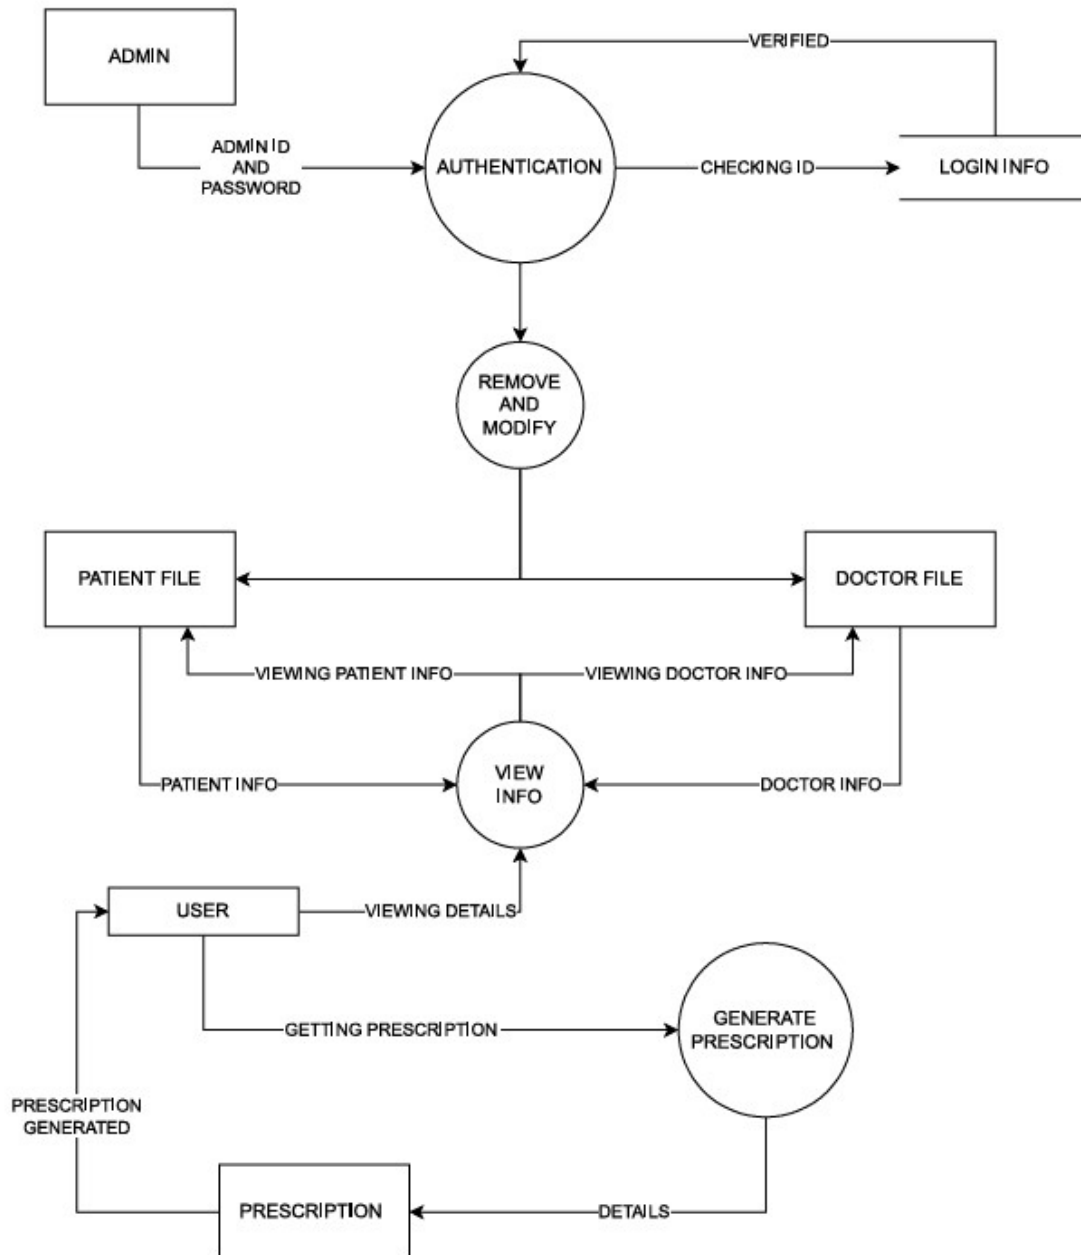 ADMIN
VERIFIED
ADMIN ID
AND
PASSWORD
AUTHENTICATION
CHECKING ID
LOGIN INFO
REMOVE
AND
MODIFY
PATIENT FILE
DOCTOR FILE
VIEWING PATIENT INFO
VIEWING DOCTOR INFO
PATIENT INFO
VIEW
INFO
DOCTOR INFO
USER
VIEWING DETAILS
GETTING PRESCRIPTION
GENERATE
PRESCRIPTION
PRESCRIPTION
GENERATED
PRESCRIPTION
DETAILS